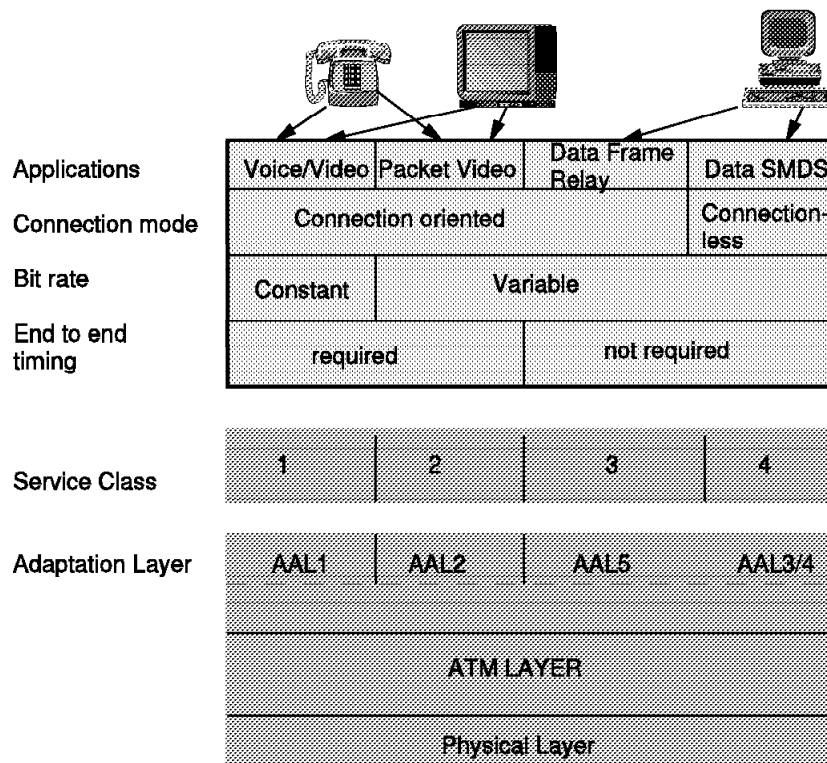 Applications Voice/Video Packet Video Data Frame Relay Data SMDS
Connection mode Connection oriented Connection-less
Bit rate Constant Variable
End to end timing required not required
Service Class 1 2 3 4
Adaptation Layer AAL1 AAL2 AAL5 AAL3/4
ATM LAYER
Physical Layer